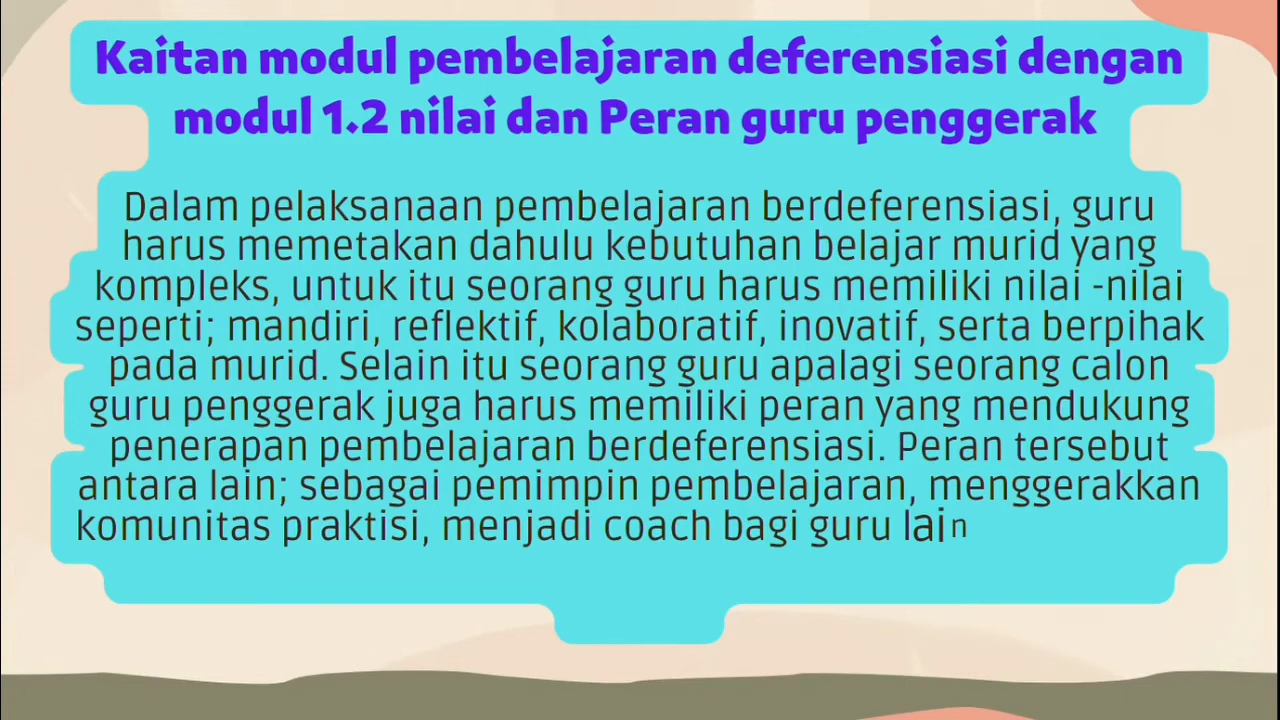 Kaitan modul pembelajaran deferensiasi dengan
modul 1.2 nilai dan Peran guru penggerak
Dalam pelaksanaan pembelajaran berdeferensiasi, guru
harus memetakan dahulu kebutuhan belajar murid yang
kompleks, untuk itu seorang guru harus memiliki nilai -nilai
seperti; mandiri, reflektif, kolaboratif, inovatif, serta berpihak
pada murid. Selain itu seorang guru apalagi seorang calon
guru penggerak juga harus memiliki peran yang mendukung
penerapan pembelajaran berdeferensiasi. Peran tersebut
antara lain; sebagai pemimpin pembelajaran, menggerakkan
komunitas praktisi, menjadi coach bagi guru lain